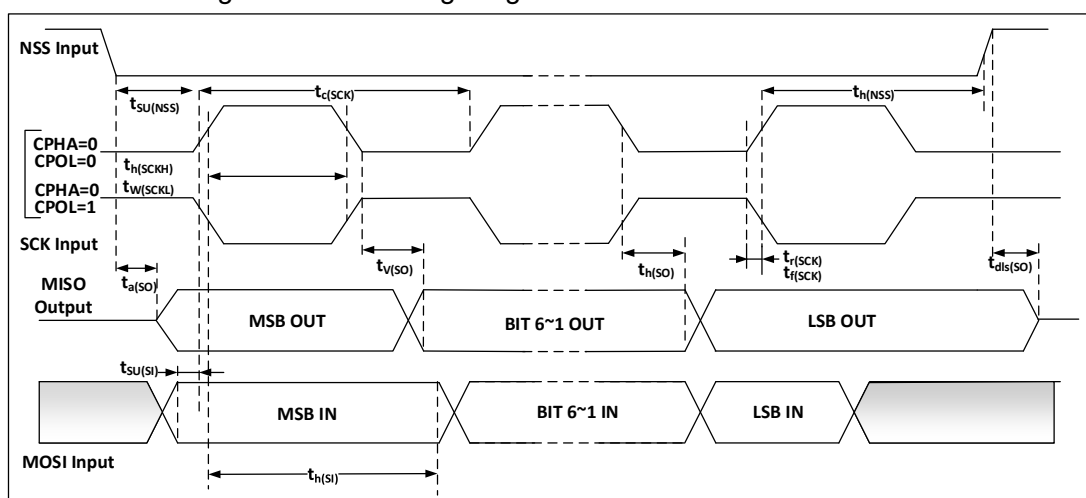 NSS Input
tSU(NSS)
tc(SCK)
th(NSS)
CPHA=0
CPOL=0
th(SCKH)
CPHA=0
tW(SCKL)
CPOL=1
SCK Input
ta(SO)
tV(SO)
th(SO)
tr(SCK)
tf(SCK)
tdIs(SO)
MISO
Output
MSB OUT
BIT 6~1 OUT
LSB OUT
tSU(SI)
MSB IN
BIT 6~1 IN
LSB IN
MOSI Input
th(SI)